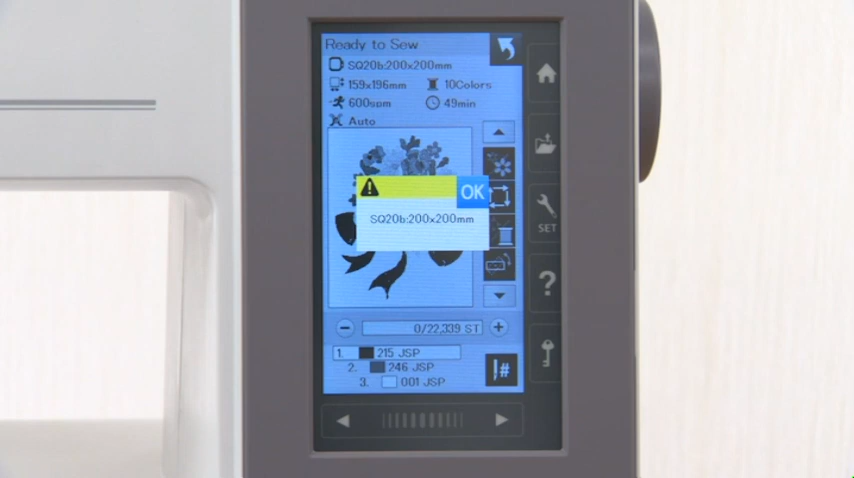 Ready to Sew
SQ20b:200x200mm
159x196mm 10Colors
600spm 49min
Auto
OK
SQ20b:200x200mm
SET
?
0/22,339 ST
1. 215 JSP
2. 246 JSP
3. 001 JSP
#